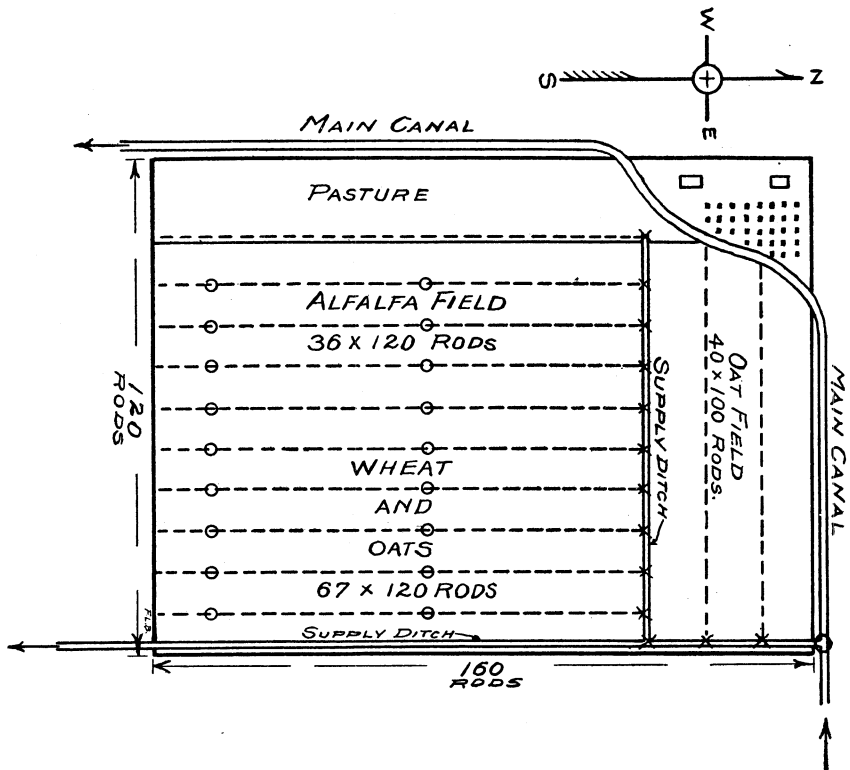 W
S
N
E
MAIN CANAL
PASTURE
ALFALFA FIELD
36 X 120 RODS
OAT FIELD
40 X 100 RODS.
SUPPLY DITCH
MAIN CANAL
120
RODS
WHEAT
AND
OATS
67 X 120 RODS
F.L.B.
SUPPLY DITCH
160
RODS